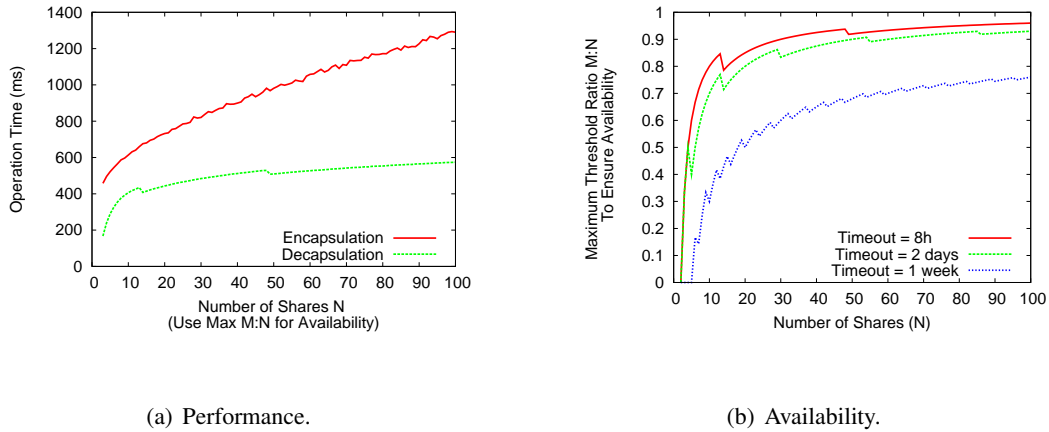 1400
1200
1000
800
600
400
200
0
Operation Time (ms)
Encapsulation
Decapsulation
0 10 20 30 40 50 60 70 80 90 100
Number of Shares N
(Use Max M:N for Availability)
(a) Performance.
1
0.9
0.8
0.7
0.6
0.5
0.4
0.3
0.2
0.1
0
Maximum Threshold Ratio M:N
To Ensure Availability
Timeout = 8h
Timeout = 2 days
Timeout = 1 week
0 10 20 30 40 50 60 70 80 90 100
Number of Shares (N)
(b) Availability.